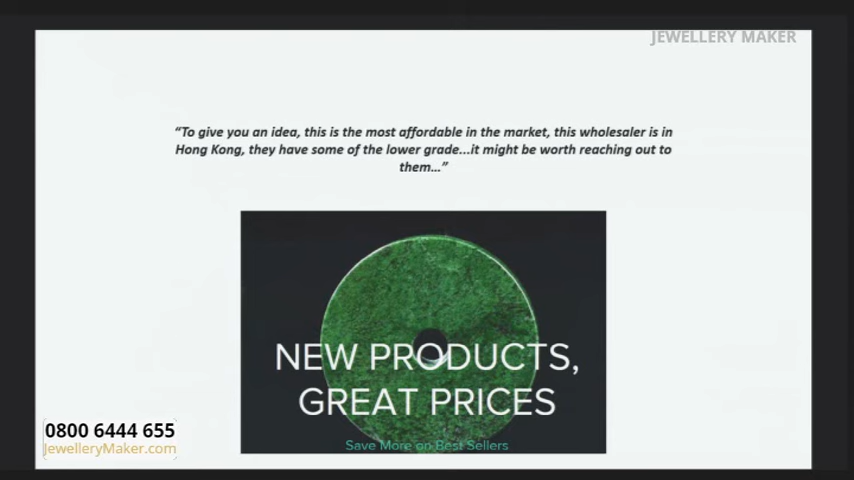 JEWELLERY MAKER
“To give you an idea, this is the most affordable in the market, this wholesaler is in
Hong Kong, they have some of the lower grade...it might be worth reaching out to
them...”
NEW PRODUCTS,
GREAT PRICES
Save More on Best Sellers
0800 6444 655
JewelleryMaker.com